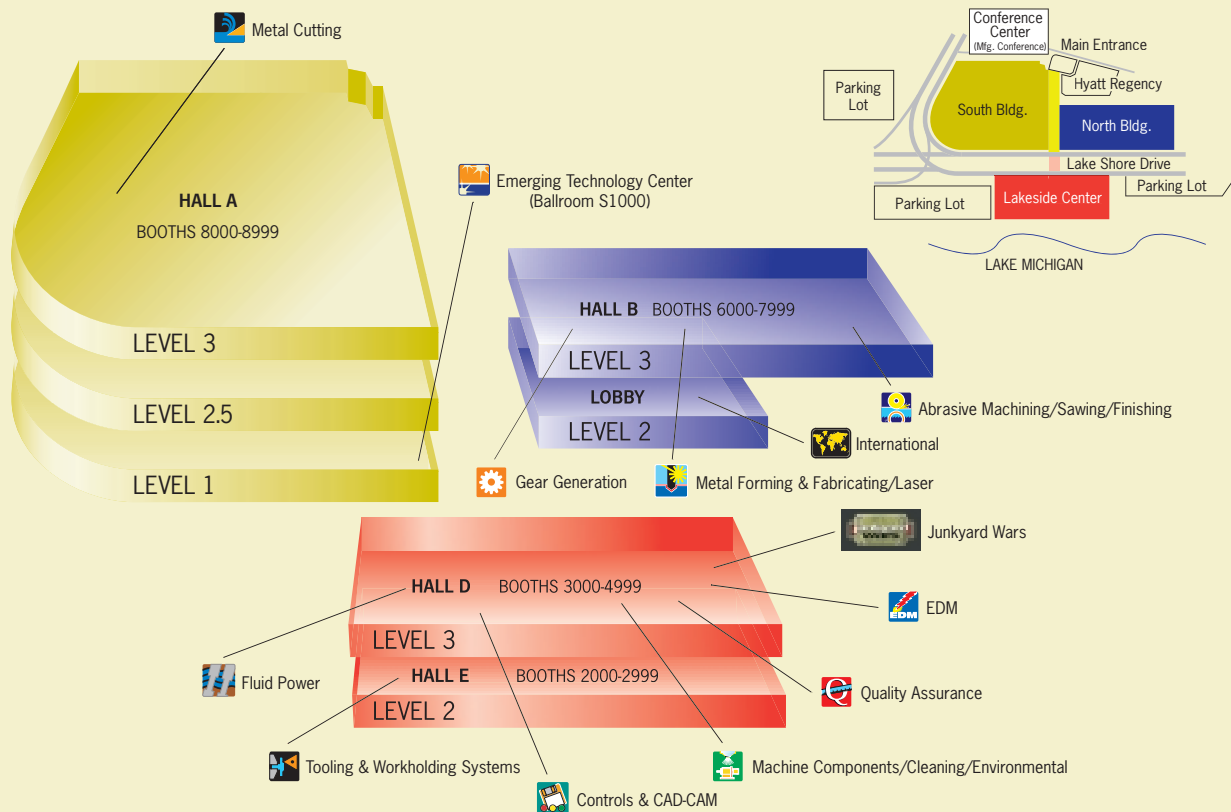 Metal Cutting
HALL A
BOOTHS 8000-8999
LEVEL 3
LEVEL 2.5
LEVEL 1
Emerging Technology Center
(Ballroom S1000)
Conference
Center
(Mfg. Conference)
Main Entrance
Hyatt Regency
Parking
Lot
South Bldg.
North Bldg.
Lake Shore Drive
Parking Lot
Lakeside Center
Parking Lot
LAKE MICHIGAN
HALL B BOOTHS 6000-7999
LEVEL 3
LOBBY
LEVEL 2
Abrasive Machining/Sawing/Finishing
International
Gear Generation
Metal Forming & Fabricating/Laser
Junkyard Wars
HALL D BOOTHS 3000-4999
LEVEL 3
EDM
EDM
HALL E BOOTHS 2000-2999
LEVEL 2
Fluid Power
Q
Quality Assurance
Tooling & Workholding Systems
Machine Components/Cleaning/Environmental
Controls & CAD-CAM